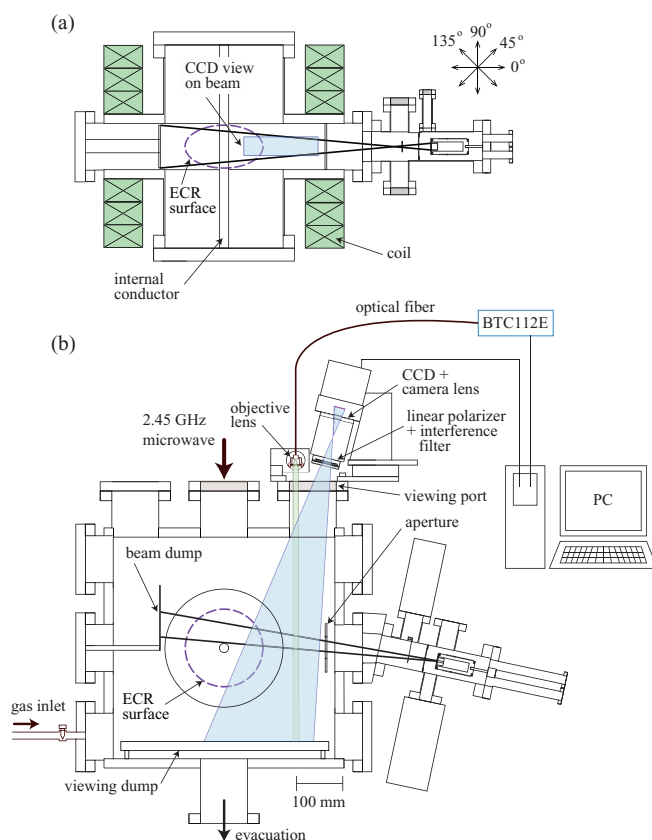 (a)
135°
90°
45°
0°
CCD view
on beam
ECR
surface
internal
conductor
coil
(b)
optical fiber
BTC112E
CCD +
camera lens
objective
lens
linear polarizer
+ interference
filter
2.45 GHz
microwave
viewing port
aperture
PC
beam dump
ECR
surface
gas inlet
viewing dump
100 mm
evacuation